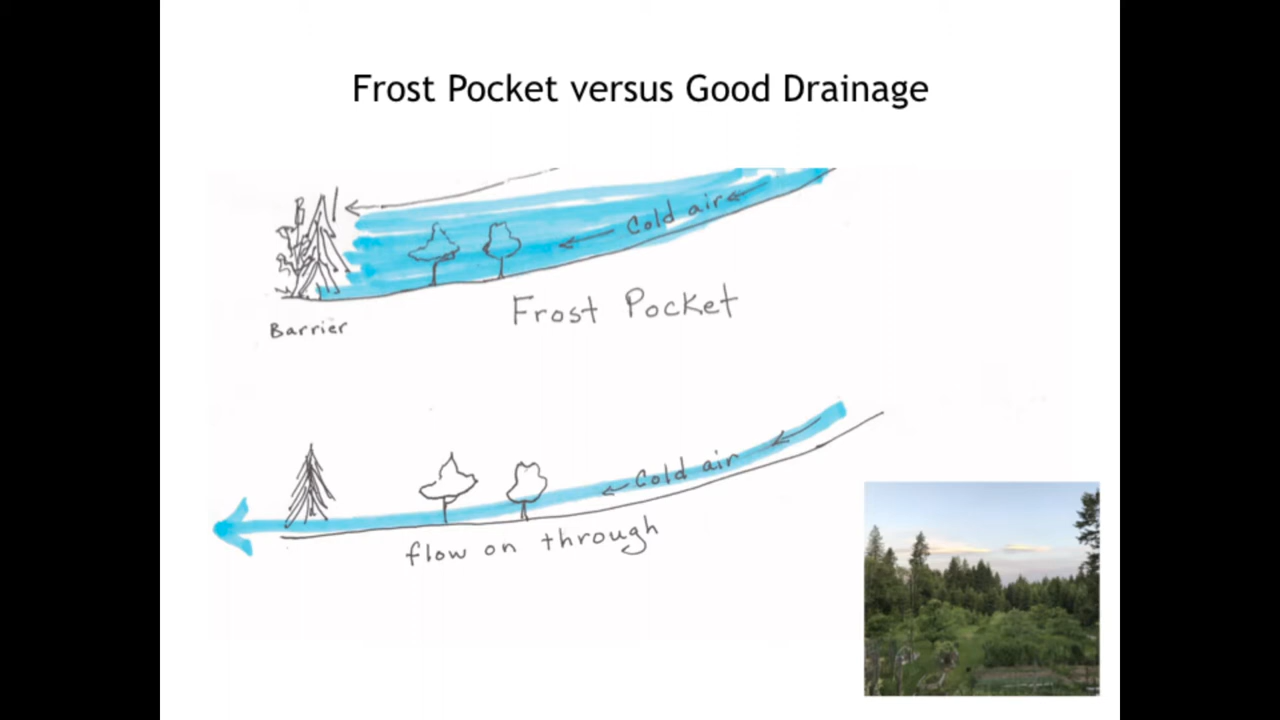 Frost Pocket versus Good Drainage
Cold air
Frost Pocket
Barrier
Cold air
flow on through